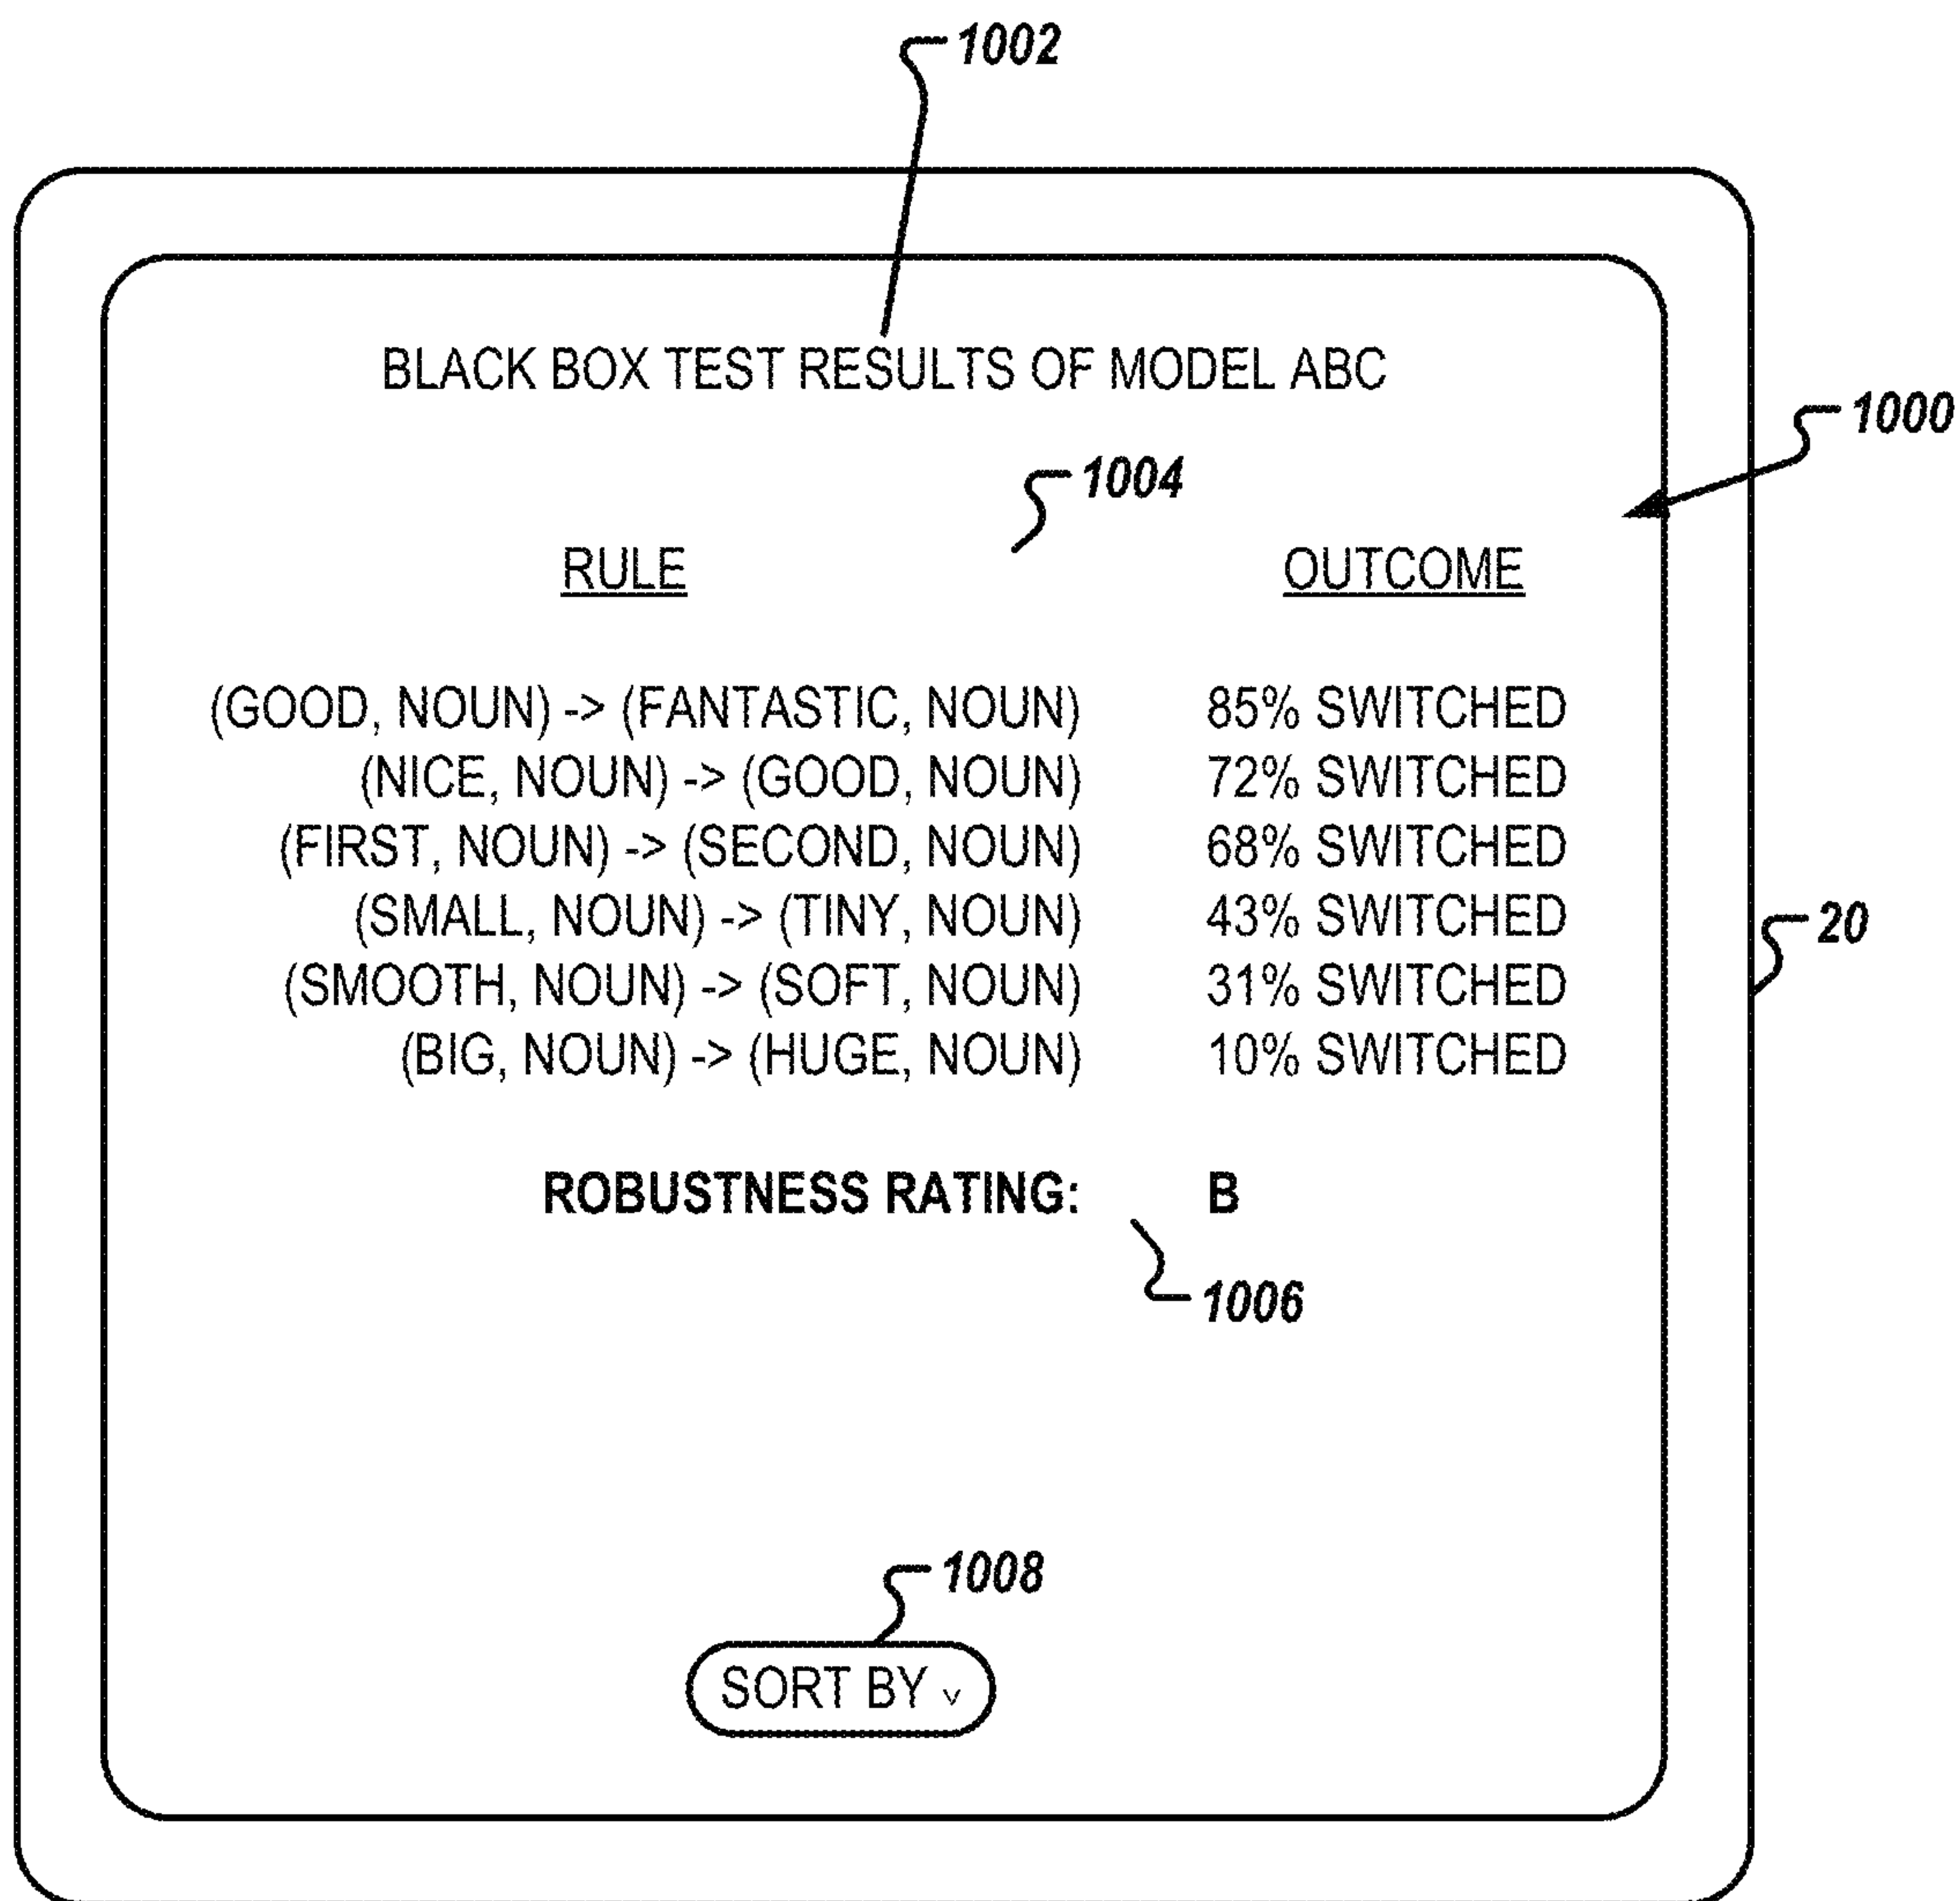 1002
BLACK BOX TEST RESULTS OF MODEL ABC
1000
1004
RULE OUTCOME
(GOOD, NOUN) -> (FANTASTIC, NOUN) 85% SWITCHED
(NICE, NOUN) -> (GOOD, NOUN) 72% SWITCHED
(FIRST, NOUN) -> (SECOND, NOUN) 68% SWITCHED
(SMALL, NOUN) -> (TINY, NOUN) 43% SWITCHED
20
(SMOOTH, NOUN) -> (SOFT, NOUN) 31% SWITCHED
(BIG, NOUN) -> (HUGE, NOUN) 10% SWITCHED
ROBUSTNESS RATING: B
1006
1008
SORT BY v